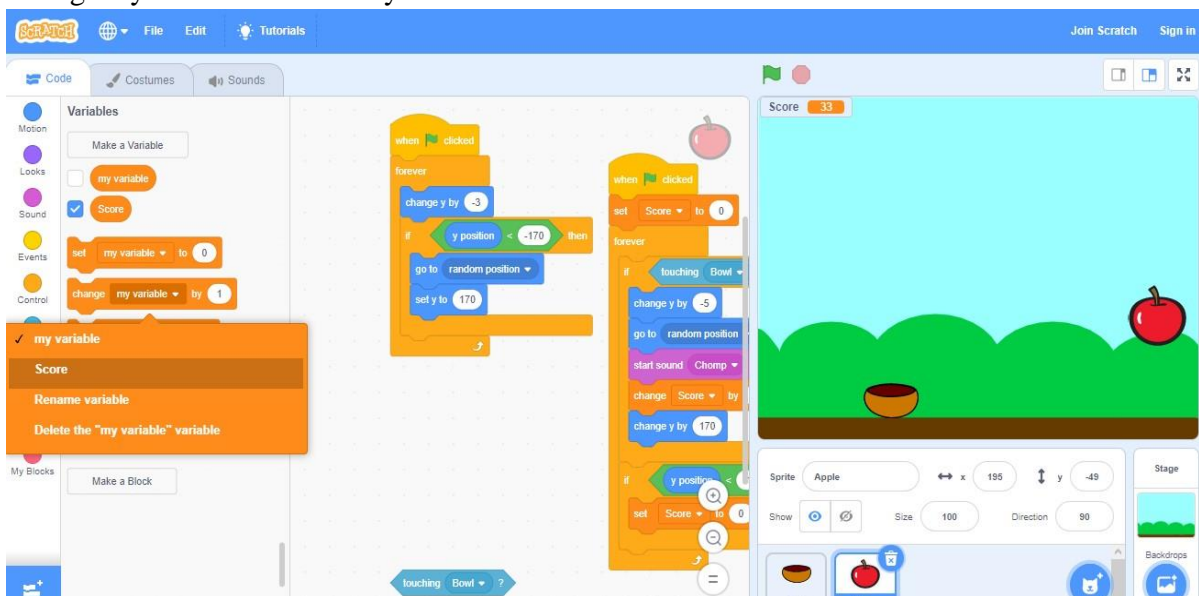 SCRATCH File Edit Tutorials Join Scratch Sign in
Code Costumes Sounds
Motion
Looks
Sound
Events
Control
My Blocks
Variables
Make a Variable
my variable
Score
set my variable to 0
change my variable by 1
✓ my variable
Score
Rename variable
Delete the "my variable" variable
Make a Block
when clicked
forever
change y by -3
if y position < -170 then
go to random position
set y to 170
when clicked
set Score to 0
forever
if touching Bowl
change y by -5
go to random position
start sound Chomp
change Score by
change y by 170
if y position <
set Score to 0
touching Bowl ?
Score 33
Sprite Apple x 195 y -49
Show Size 100 Direction 90
Stage
Backdrops